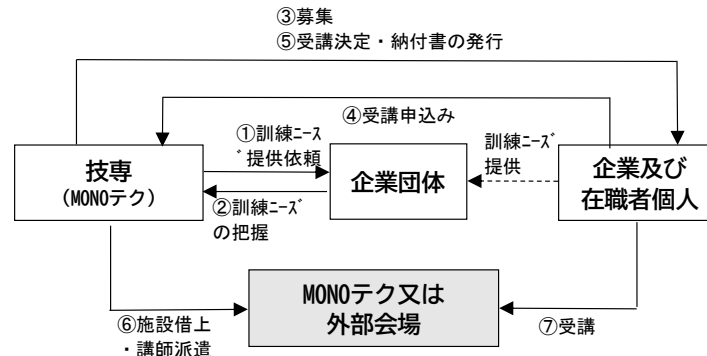 ③募集
⑤受講決定・納付書の発行
④受講申込み
①訓練ﾆｰｽ
ﾞ提供依頼
訓練ﾆｰｽﾞ
提供
技専
(MONOテク)
企業団体
企業及び
在職者個人
②訓練ﾆｰｽﾞ
の把握
MONOテク又は
外部会場
⑥施設借上
・講師派遣
⑦受講